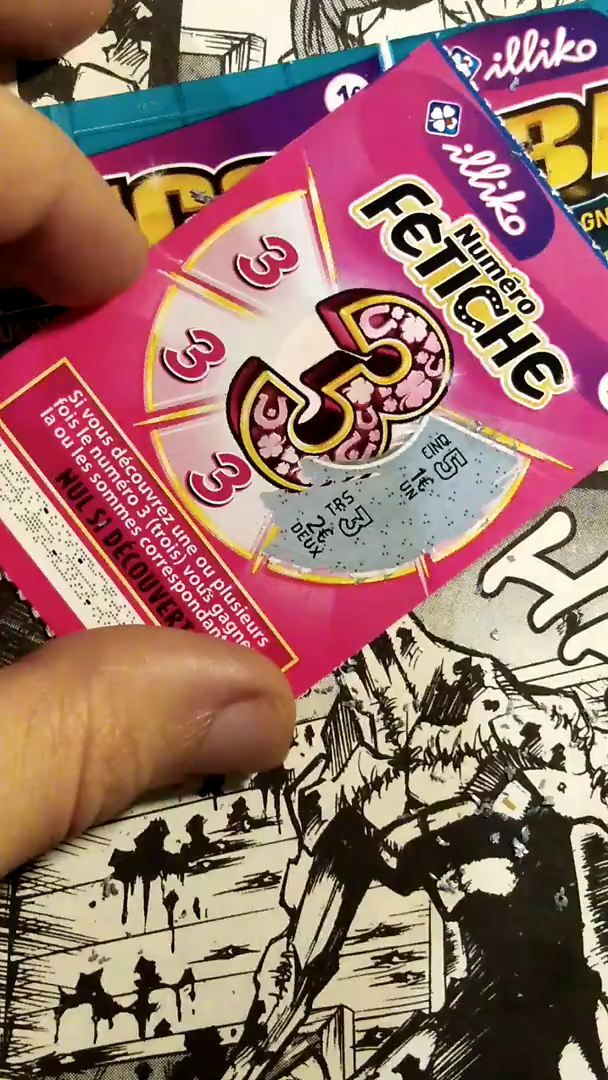 illiko
illiko
Numéro
FETICHE
3
3
3
3
CINQ
5
1€
UN
TRS
3
2€
DEUX
Si vous découvrez une ou plusieurs
fois le numéro 3 (trois) vous gagnez
la ou les sommes correspondan
NUL SI DÉCOUVERT